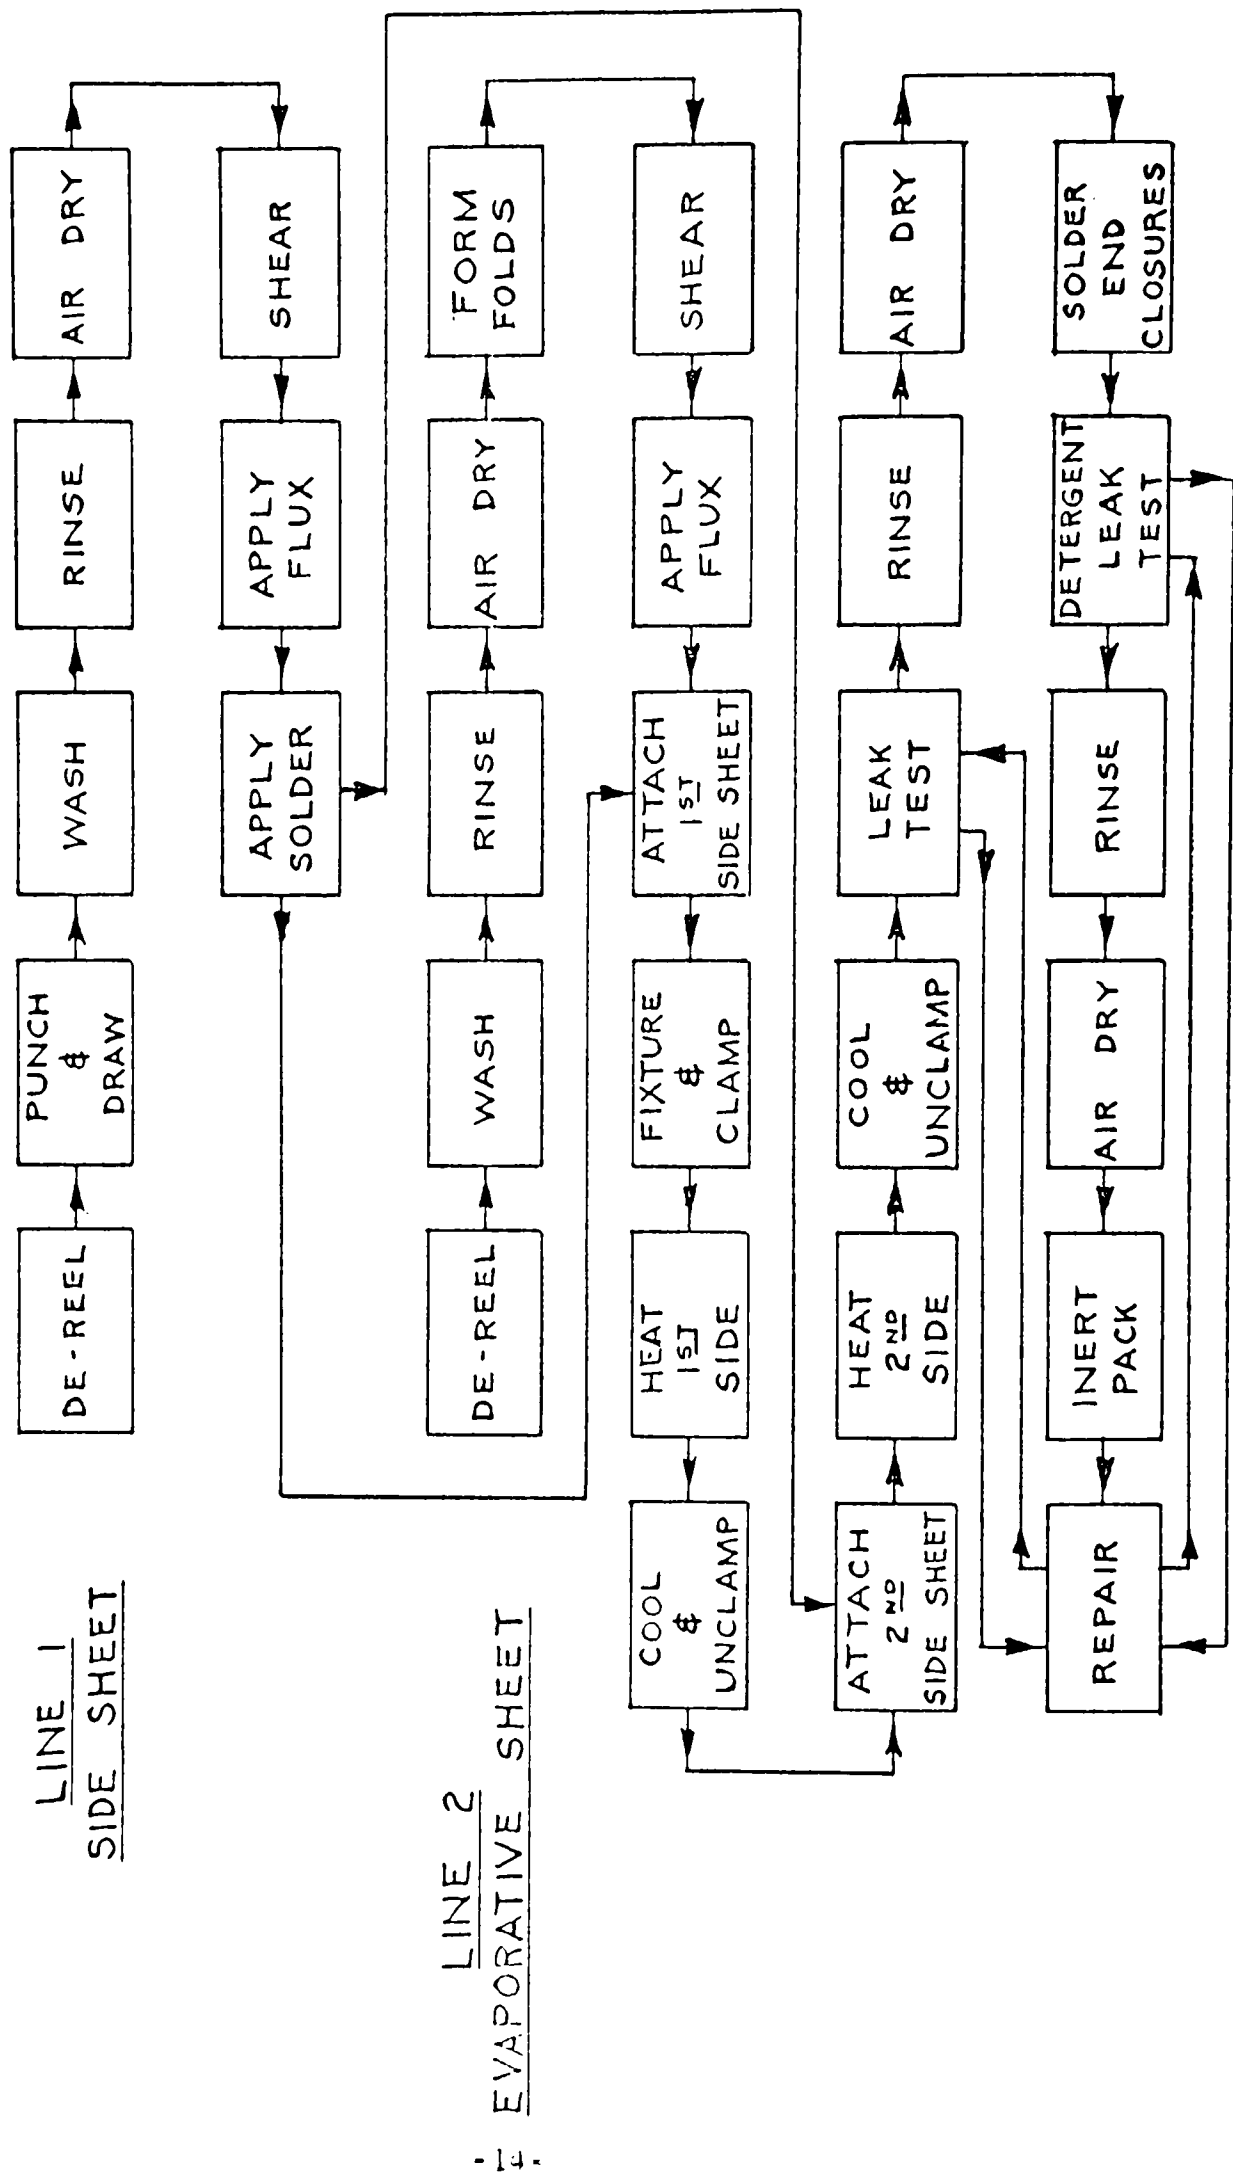 LINE 1
SIDE SHEET
DE-REEL
PUNCH
&
DRAW
WASH
RINSE
AIR DRY
SHEAR
APPLY
FLUX
APPLY
SOLDER
LINE 2
EVAPORATIVE SHEET
DE-REEL
WASH
RINSE
AIR DRY
FORM
FOLDS
SHEAR
APPLY
FLUX
ATTACH
1ST
SIDE SHEET
FIXTURE
&
CLAMP
HEAT
1ST
SIDE
COOL
&
UNCLAMP
ATTACH
2ND
SIDE SHEET
HEAT
2ND
SIDE
COOL
&
UNCLAMP
LEAK
TEST
RINSE
AIR DRY
SOLDER
END
CLOSURES
DETERGENT
LEAK
TEST
RINSE
AIR DRY
INERT
PACK
REPAIR